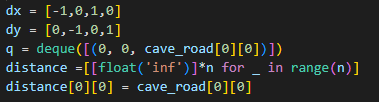 dx = [-1,0,1,0]
dy = [0,-1,0,1]
q = deque([(0, 0, cave_road[0][0])])
distance =[[float('inf')]*n for _ in range(n)]
distance[0][0] = cave_road[0][0]